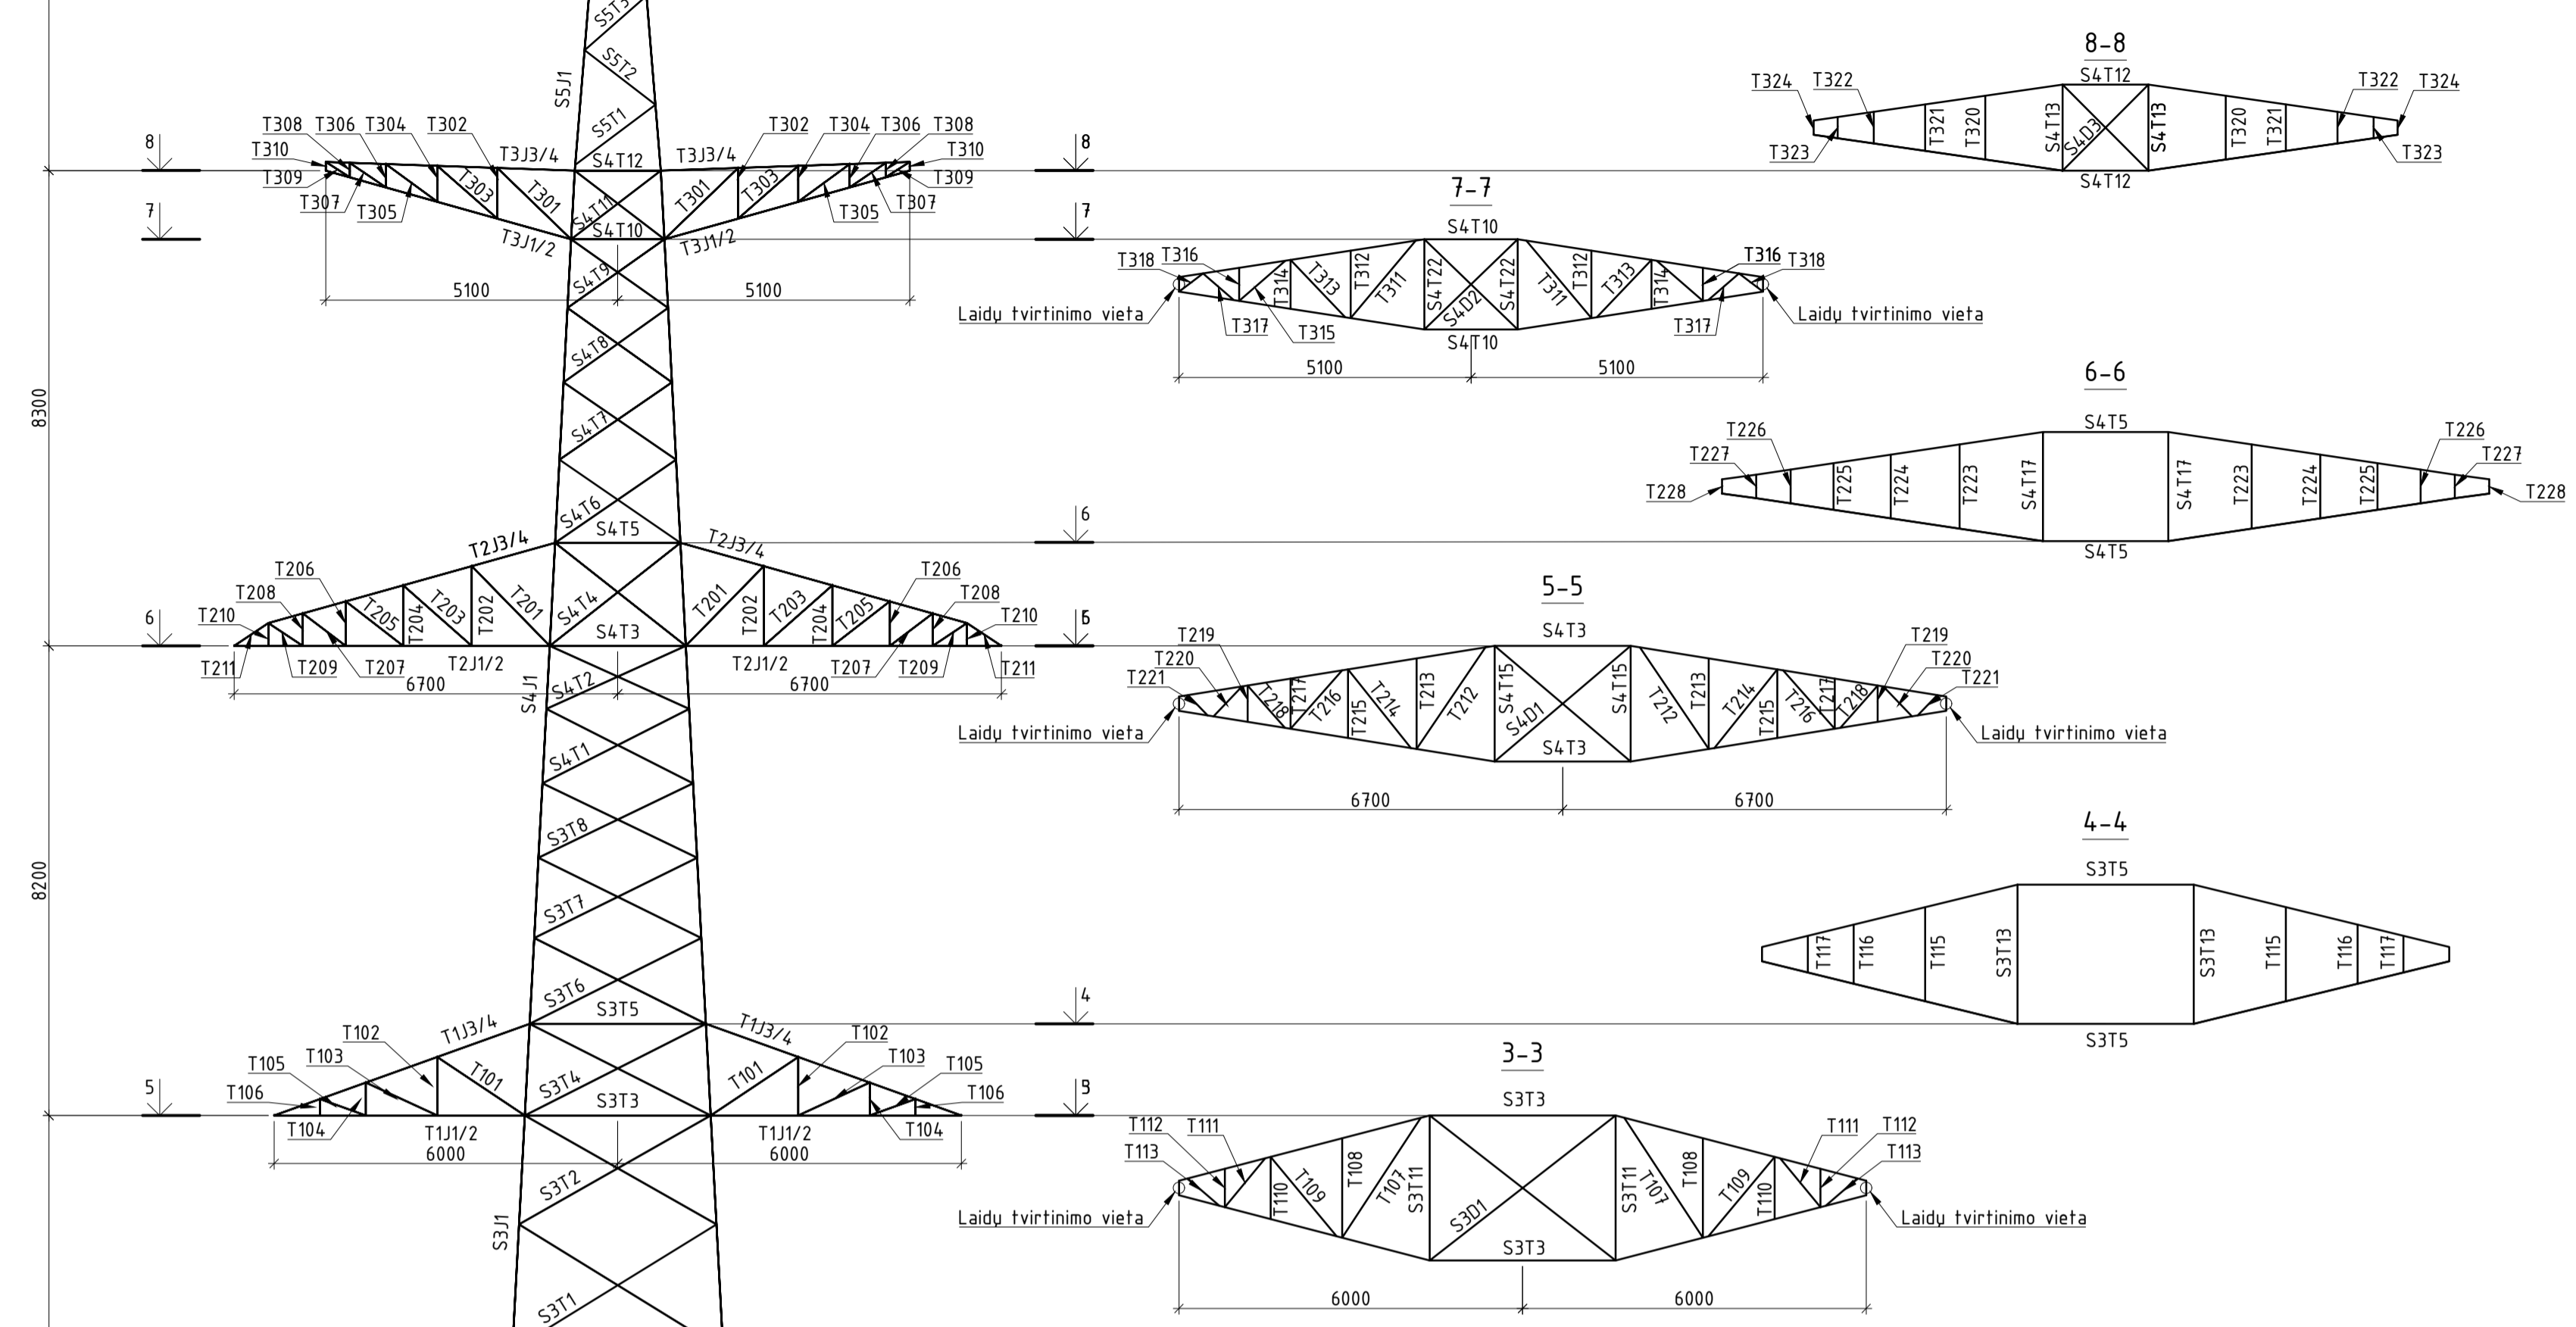 S5T3
S5T2
S5J1
S5T1
8
T308 T306 T304 T302
T302 T304 T306 T308
T310
T3J3/4
S4T12
T3J3/4
T310
8
T309
T303
T301
T301
T303
T309
T307
T305
S4T11
T305
T307
7
T3J1/2
S4T10
T3J1/2
7
S4T9
5100
5100
S4T8
8300
S4T7
S4T6
6
T2J3/4
S4T5
T2J3/4
T206
T206
T208
T208
6
T210
T205
T204
T203
T202
T201
S4T4
T201
T202
T203
T204
T205
T210
S4T3
T211
T209
T207
T2J1/2
T2J1/2
T207
T209
T211
6700
6700
S4J1
S4T2
S4T1
S3T8
8200
S3T7
S3T6
4
T1J3/4
S3T5
T1J3/4
T102
T102
T105
T103
T103
T105
5
T106
T101
S3T4
T101
T106
S3T3
T104
T1J1/2
T1J1/2
T104
6000
6000
S3T2
S3J1
S3T1
8-8
S4T12
T324
T322
T322
T324
T321
T320
S4T13
S4D3
S4T13
T320
T321
T323
T323
S4T12
7-7
S4T10
T318
T316
T316
T318
T314
T313
T312
T311
S4T22
S4D2
S4T22
T311
T312
T313
T314
Laidų tvirtinimo vieta
Laidų tvirtinimo vieta
T317
T315
T317
S4T10
5100
5100
6-6
S4T5
T226
T226
T227
T227
T228
T225
T224
T223
S4T17
S4T17
T223
T224
T225
T228
S4T5
5-5
S4T3
T219
T219
T220
T220
T221
T221
T218
T217
T216
T215
T214
T213
T212
S4T15
S4D1
S4T15
T212
T213
T214
T215
T216
T217
T218
Laidų tvirtinimo vieta
S4T3
Laidų tvirtinimo vieta
6700
6700
4-4
S3T5
T117
T116
T115
S3T13
S3T13
T115
T116
T117
S3T5
3-3
S3T3
T112
T111
T111
T112
T113
T113
T110
T109
T108
T107
S3T11
S3D1
S3T11
T107
T108
T109
T110
Laidų tvirtinimo vieta
Laidų tvirtinimo vieta
S3T3
6000
6000